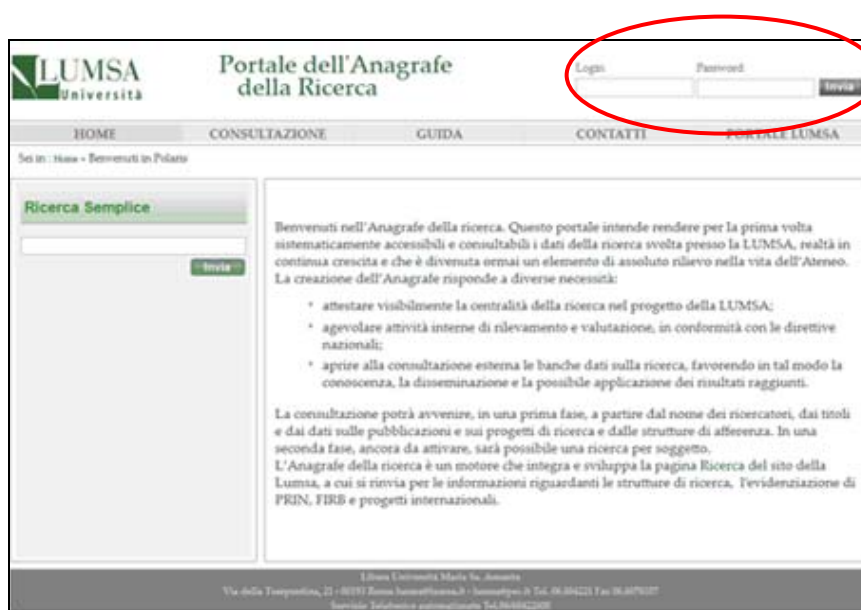 LUMSA
Università
Portale dell'Anagrafe
della Ricerca
Login
Password
Invia
HOME CONSULTAZIONE GUIDA CONTATTI PORTALE LUMSA
Sei in : Home - Benvenuti in Polaris
Ricerca Semplice
Invia
Benvenuti nell'Anagrafe della ricerca. Questo portale intende rendere per la prima volta
sistematicamente accessibili e consultabili i dati della ricerca svolta presso la LUMSA, realtà in
continua crescita e che è divenuta ormai un elemento di assoluto rilievo nella vita dell'Ateneo.
La creazione dell'Anagrafe risponde a diverse necessità:
* attestare visibilmente la centralità della ricerca nel progetto della LUMSA;
* agevolare attività interne di rilevamento e valutazione, in conformità con le direttive
nazionali;
* aprire alla consultazione esterna le banche dati sulla ricerca, favorendo in tal modo la
conoscenza, la disseminazione e la possibile applicazione dei risultati raggiunti.
La consultazione potrà avvenire, in una prima fase, a partire dal nome dei ricercatori, dai titoli
e dai dati sulle pubblicazioni e sui progetti di ricerca e dalle strutture di afferenza. In una
seconda fase, ancora da attivare, sarà possibile una ricerca per soggetto.
L'Anagrafe della ricerca è un motore che integra e sviluppa la pagina Ricerca del sito della
Lumsa, a cui si rinvia per le informazioni riguardanti le strutture di ricerca, l'evidenziazione di
PRIN, FIRB e progetti internazionali.
Libera Università Maria Ss. Assunta
Via della Traspontina, 21 - 00193 Roma